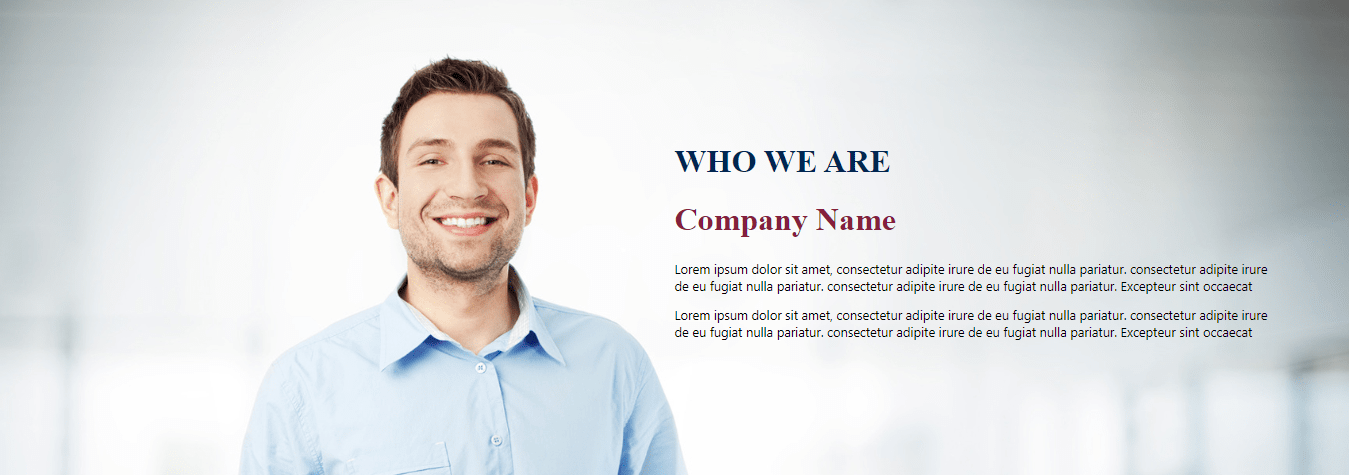 WHO WE ARE
Company Name
Lorem ipsum dolor sit amet, consectetur adipite irure de eu fugiat nulla pariatur. consectetur adipite irure
de eu fugiat nulla pariatur. consectetur adipite irure de eu fugiat nulla pariatur. Excepteur sint occaecat
Lorem ipsum dolor sit amet, consectetur adipite irure de eu fugiat nulla pariatur. consectetur adipite irure
de eu fugiat nulla pariatur. consectetur adipite irure de eu fugiat nulla pariatur. Excepteur sint occaecat